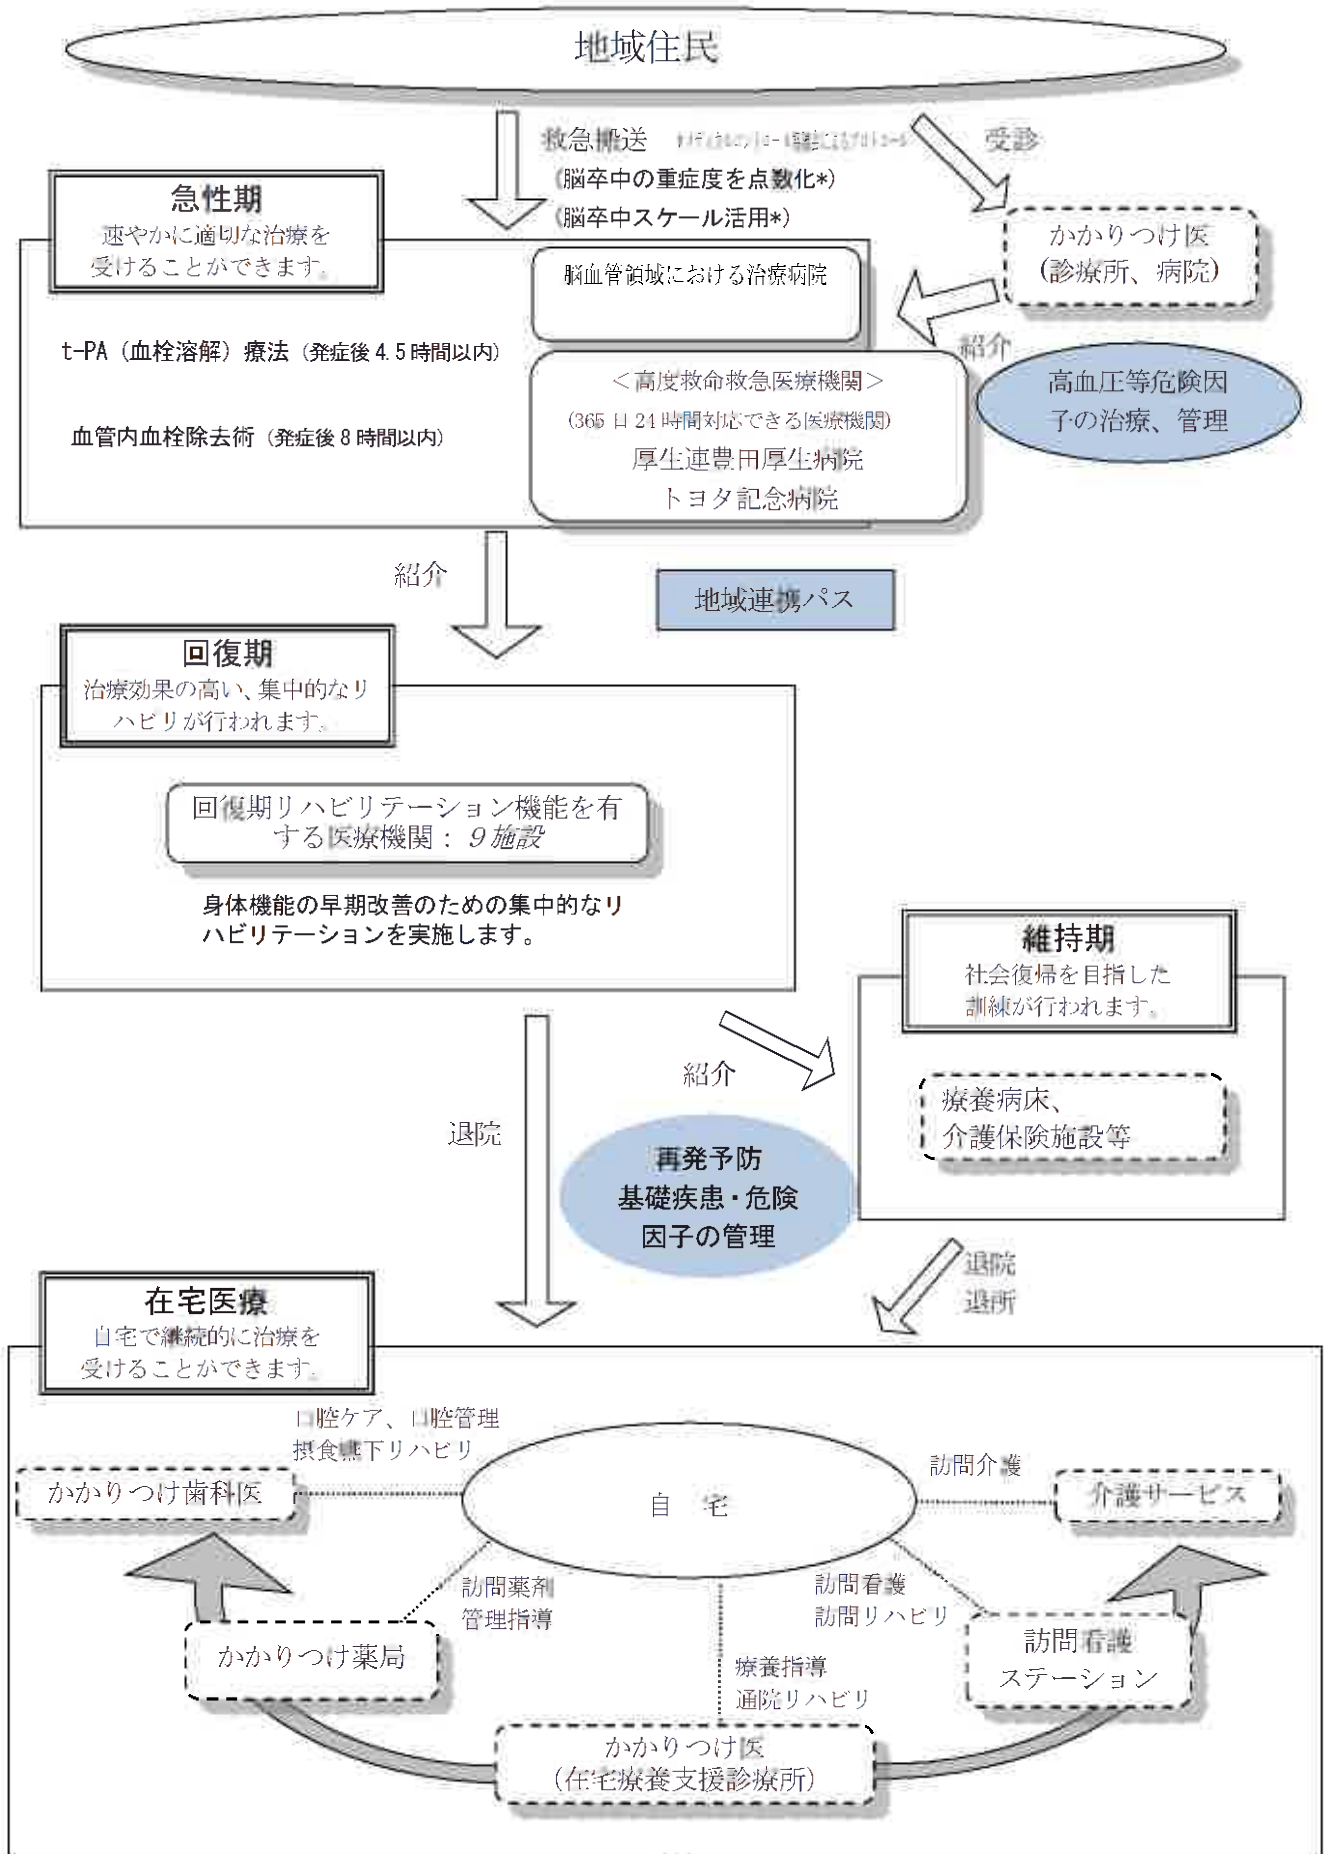 地域住民
救急搬送
(脳卒中の重症度を点数化*)
(脳卒中スケール活用*)
受診
急性期
速やかに適切な治療を
受けることができます。
かかりつけ医
(診療所、病院)
脳血管領域における治療病院
紹介
t-PA（血栓溶解）療法（発症後 4.5 時間以内）
＜高度救命救急医療機関＞
(365 日 24 時間対応できる医療機関)
厚生連豊田厚生病院
トヨタ記念病院
高血圧等危険因
子の治療、管理
血管内血栓除去術（発症後 8 時間以内）
紹介
地域連携パス
回復期
治療効果の高い、集中的なリ
ハビリが行われます。
回復期リハビリテーション機能を有
する医療機関：９施設
身体機能の早期改善のための集中的なリ
ハビリテーションを実施します。
維持期
社会復帰を目指した
訓練が行われます。
紹介
療養病床、
介護保険施設等
退院
再発予防
基礎疾患・危険
因子の管理
退院
退所
在宅医療
自宅で継続的に治療を
受けることができます。
口腔ケア、口腔管理
摂食嚥下リハビリ
かかりつけ歯科医
自　宅
訪問介護
介護サービス
訪問薬剤
管理指導
訪問看護
訪問リハビリ
かかりつけ薬局
療養指導
通院リハビリ
訪問看護
ステーション
かかりつけ医
(在宅療養支援診療所)